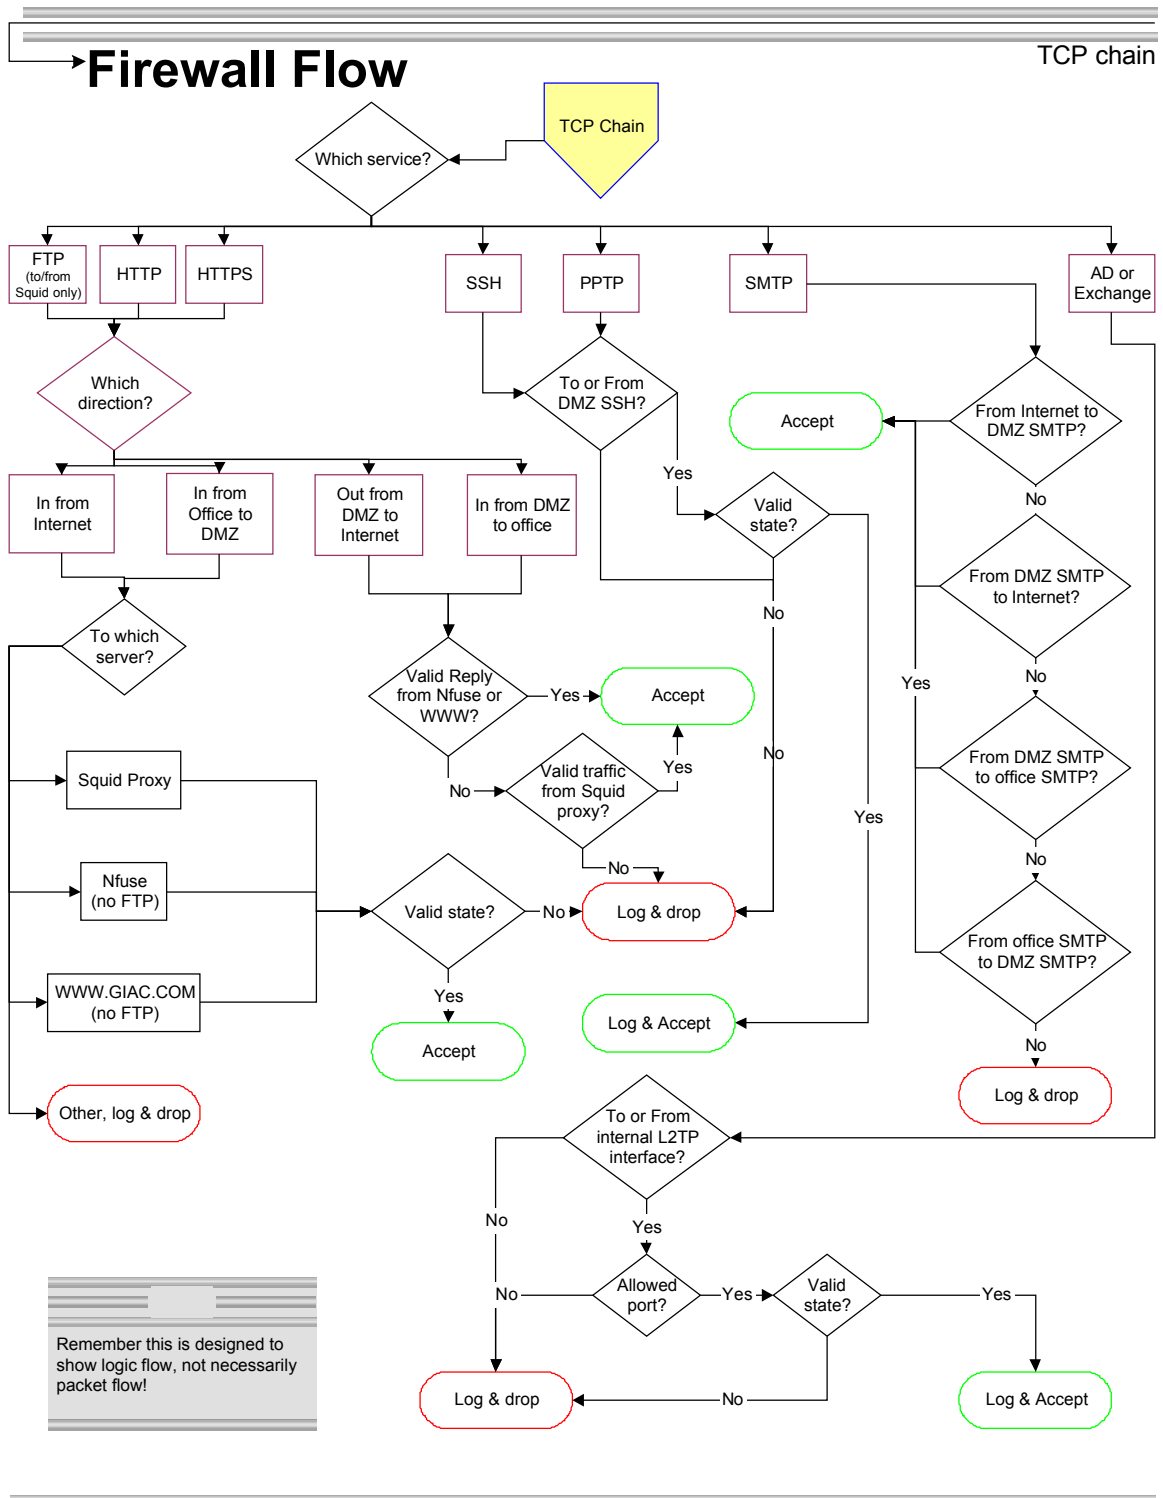 Firewall Flow
TCP chain
TCP Chain
Which service?
FTP
(to/from
Squid only)
HTTP
HTTPS
SSH
PPTP
SMTP
AD or
Exchange
Which
direction?
To or From
DMZ SSH?
Accept
From Internet to
DMZ SMTP?
Yes
No
In from
Internet
In from
Office to
DMZ
Out from
DMZ to
Internet
In from DMZ
to office
Valid
state?
From DMZ SMTP
to Internet?
No
To which
server?
Valid Reply
from Nfuse or
WWW?
Yes
Accept
No
Yes
No
From DMZ SMTP
to office SMTP?
Squid Proxy
No
Valid traffic
from Squid
proxy?
Yes
Yes
No
No
Nfuse
(no FTP)
Valid state?
No
Log & drop
From office SMTP
to DMZ SMTP?
WWW.GIAC.COM
(no FTP)
Yes
Accept
Log & Accept
No
Log & drop
Other, log & drop
To or From
internal L2TP
interface?
No
Yes
No
Allowed
port?
Yes
Valid
state?
Yes
Remember this is designed to
show logic flow, not necessarily
packet flow!
Log & drop
No
Log & Accept